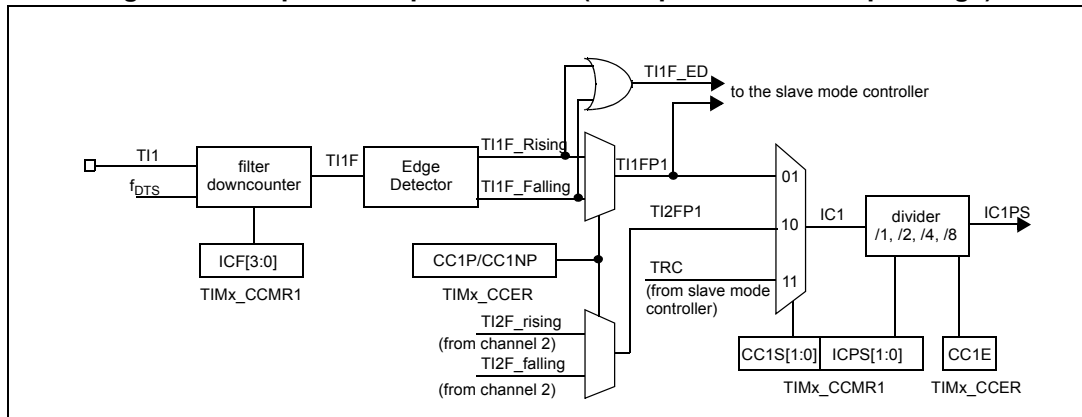 TI1F_ED
to the slave mode controller
TI1
f_DTS
filter
downcounter
TI1F
Edge
Detector
TI1F_Rising
TI1F_Falling
TI1FP1
01
TI2FP1
10
IC1
divider
/1, /2, /4, /8
IC1PS
ICF[3:0]
TIMx_CCMR1
CC1P/CC1NP
TIMx_CCER
TRC
11
(from slave mode
controller)
TI2F_rising
(from channel 2)
TI2F_falling
(from channel 2)
CC1S[1:0] ICPS[1:0]
CC1E
TIMx_CCMR1
TIMx_CCER